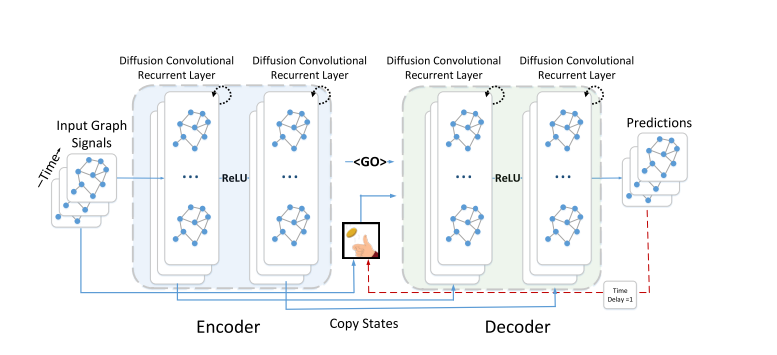 Diffusion Convolutional
Recurrent Layer
Diffusion Convolutional
Recurrent Layer
Diffusion Convolutional
Recurrent Layer
Diffusion Convolutional
Recurrent Layer
Input Graph
Signals
Time
Predictions
...
...
...
...
ReLU
<GO>
ReLU
Time
Delay =1
Copy States
Encoder
Decoder